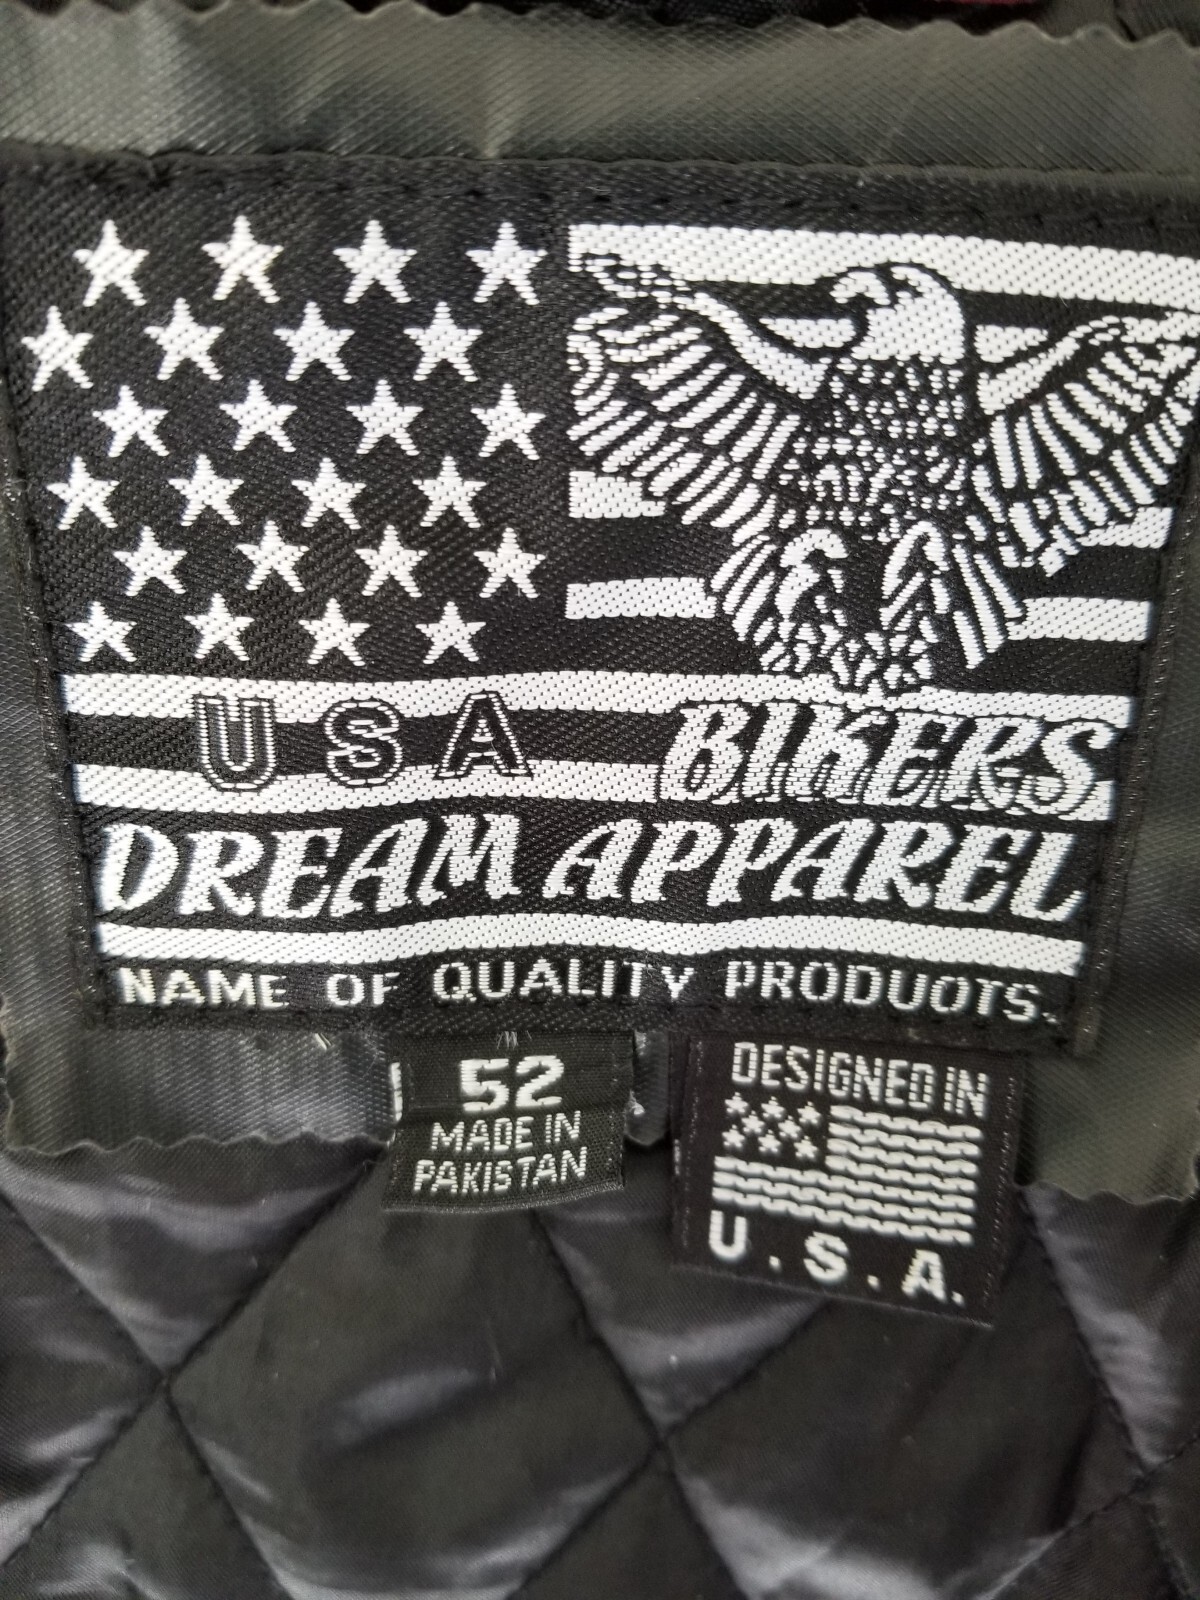 USA BIKERS
DREAM APPAREL
NAME OF QUALITY PRODUOTS.
52
MADE IN
PAKISTAN
DESIGNED IN
U.S.A.